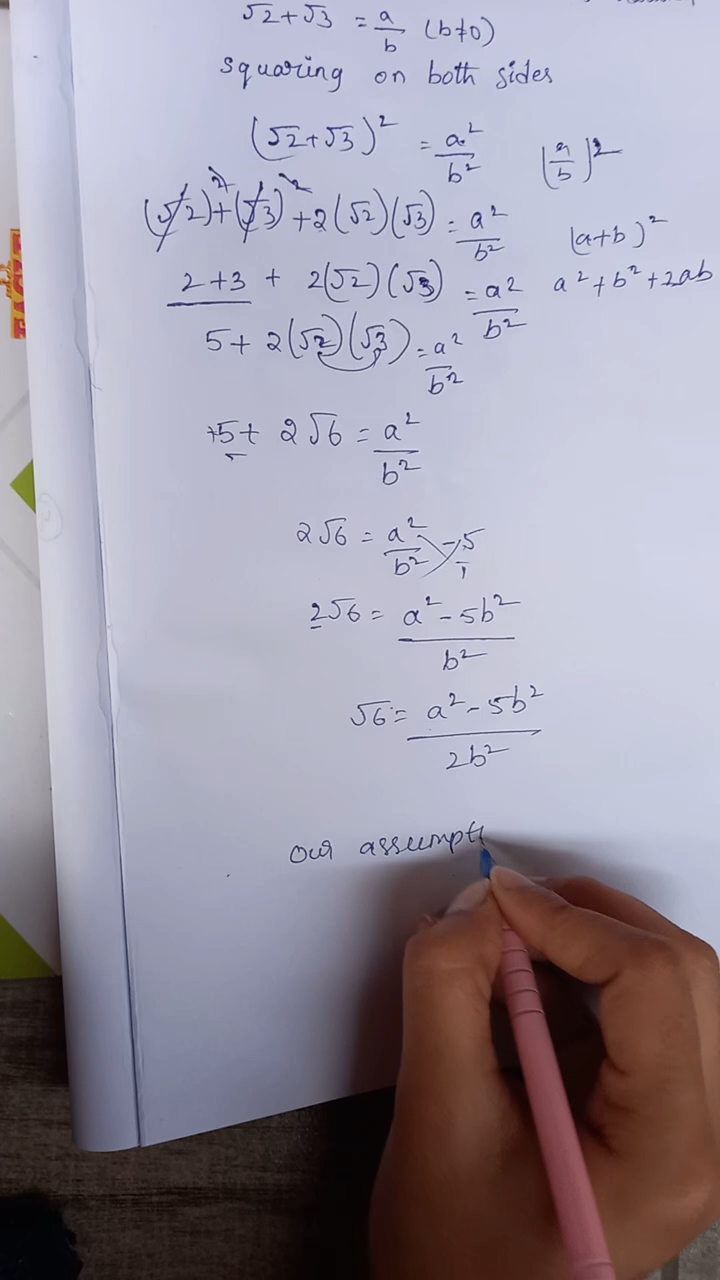 √2+√3 = a/b (b≠0)
squaring on both sides
(√2+√3)² = a²/b² (a/b)²
(√2)²+(√3)²+2(√2)(√3) = a²/b² (a+b)²
2+3 + 2(√2)(√3) = a²/b² a²+b²+2ab
5+ 2(√2)(√3) = a²/b²
+5+ 2√6 = a²/b²
2√6 = a²/b² -5/1
2√6 = a²-5b²/b²
√6 = a²-5b²/2b²
our assumpti